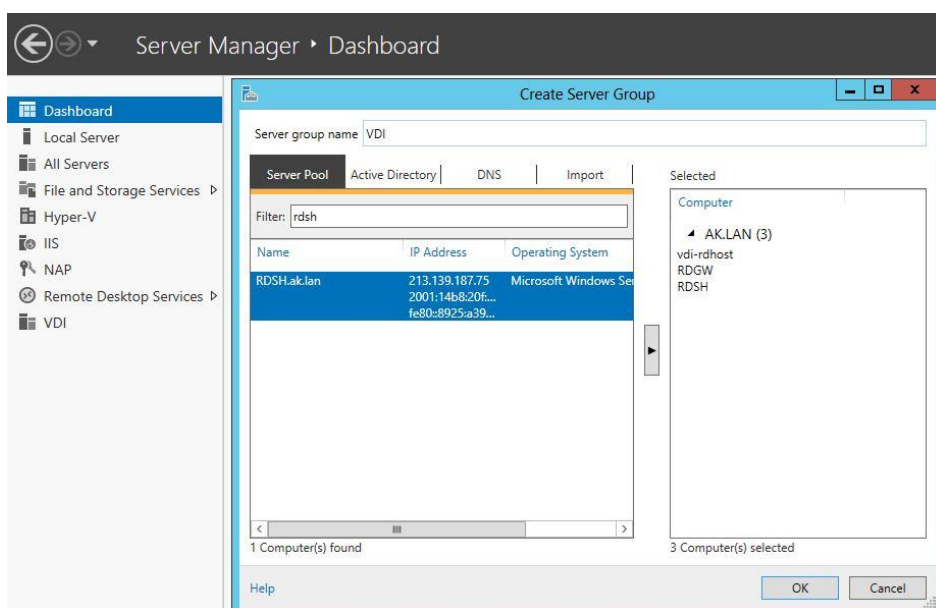 Server Manager ‣ Dashboard
Dashboard
Local Server
All Servers
File and Storage Services
Hyper-V
IIS
NAP
Remote Desktop Services
VDI
Create Server Group
Server group name VDI
Server Pool Active Directory DNS Import
Filter: rdsh
Name IP Address Operating System
RDSH.ak.lan 213.139.187.75 Microsoft Windows Ser
2001:14b8:20f:...
fe80::8925:a39...
1 Computer(s) found
Selected
Computer
AK.LAN (3)
vdi-rdhost
RDGW
RDSH
3 Computer(s) selected
Help OK Cancel